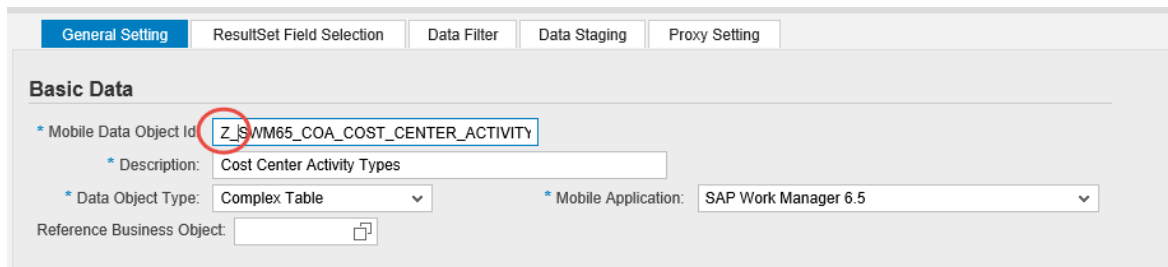 General Setting ResultSet Field Selection Data Filter Data Staging Proxy Setting
Basic Data
* Mobile Data Object Id: Z_SWM65_COA_COST_CENTER_ACTIVITY
* Description: Cost Center Activity Types
* Data Object Type: Complex Table * Mobile Application: SAP Work Manager 6.5
Reference Business Object: